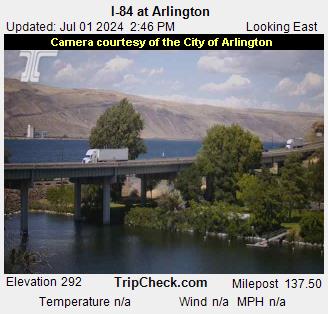 I-84 at Arlington
Updated: Jul 01 2024 2:46 PM Looking East
Camera courtesy of the City of Arlington
Elevation 292 TripCheck.com Milepost 137.50
Temperature n/a Wind n/a MPH n/a